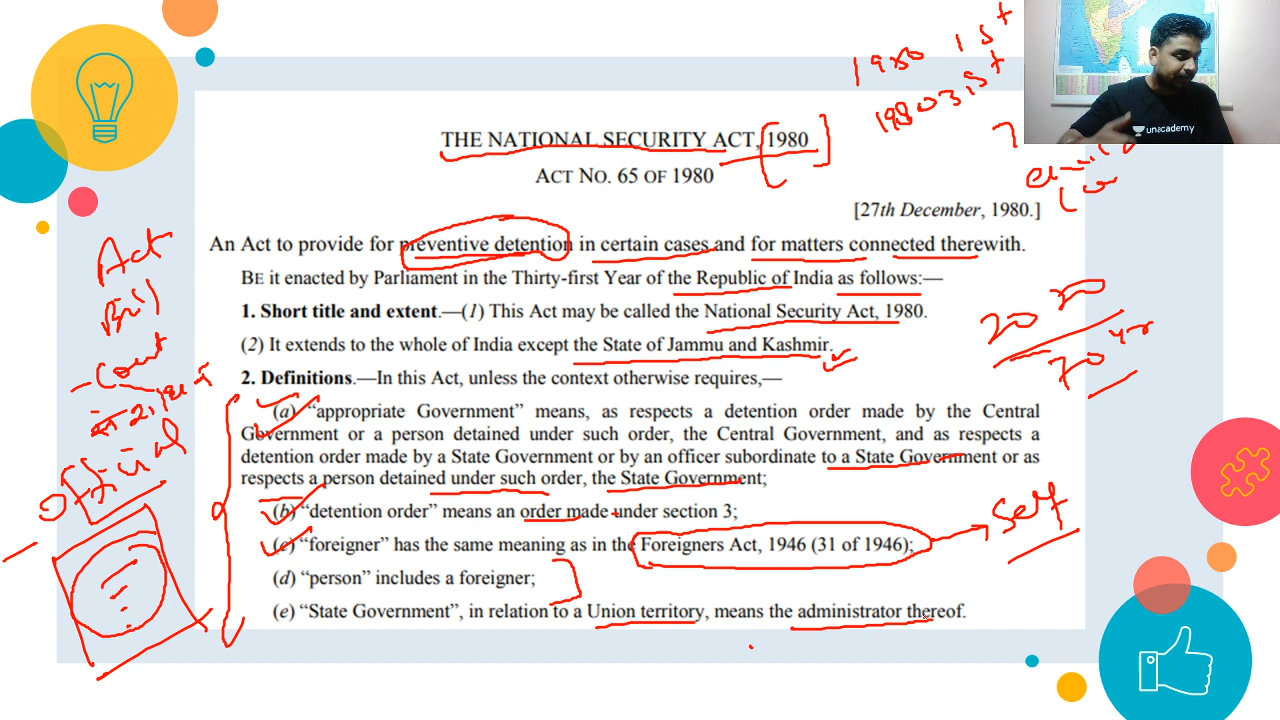 1980 1st
1980 31st
unacademy
THE NATIONAL SECURITY ACT, 1980
ACT NO. 65 OF 1980
[27th December, 1980.]
An Act to provide for preventive detention in certain cases and for matters connected therewith.
BE it enacted by Parliament in the Thirty-first Year of the Republic of India as follows:—
1. Short title and extent.—(1) This Act may be called the National Security Act, 1980.
(2) It extends to the whole of India except the State of Jammu and Kashmir.
2. Definitions.—In this Act, unless the context otherwise requires,—
(a) “appropriate Government” means, as respects a detention order made by the Central
Government or a person detained under such order, the Central Government, and as respects a
detention order made by a State Government or by an officer subordinate to a State Government or as
respects a person detained under such order, the State Government;
(b) “detention order” means an order made under section 3;
(c) “foreigner” has the same meaning as in the Foreigners Act, 1946 (31 of 1946);
(d) “person” includes a foreigner;
(e) “State Government”, in relation to a Union territory, means the administrator thereof.
Act
Bill
Official
20 20
70 yr
Self